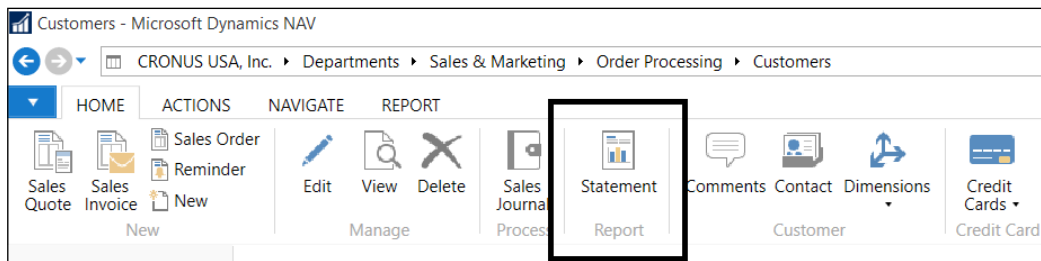 Customers - Microsoft Dynamics NAV
CRONUS USA, Inc. ▸ Departments ▸ Sales & Marketing ▸ Order Processing ▸ Customers
HOME ACTIONS NAVIGATE REPORT
Sales Quote
Sales Invoice
Sales Order
Reminder
New
New
Edit
View
Delete
Manage
Sales Journal
Process
Statement
Report
Comments
Contact
Dimensions
Customer
Credit Cards
Credit Card